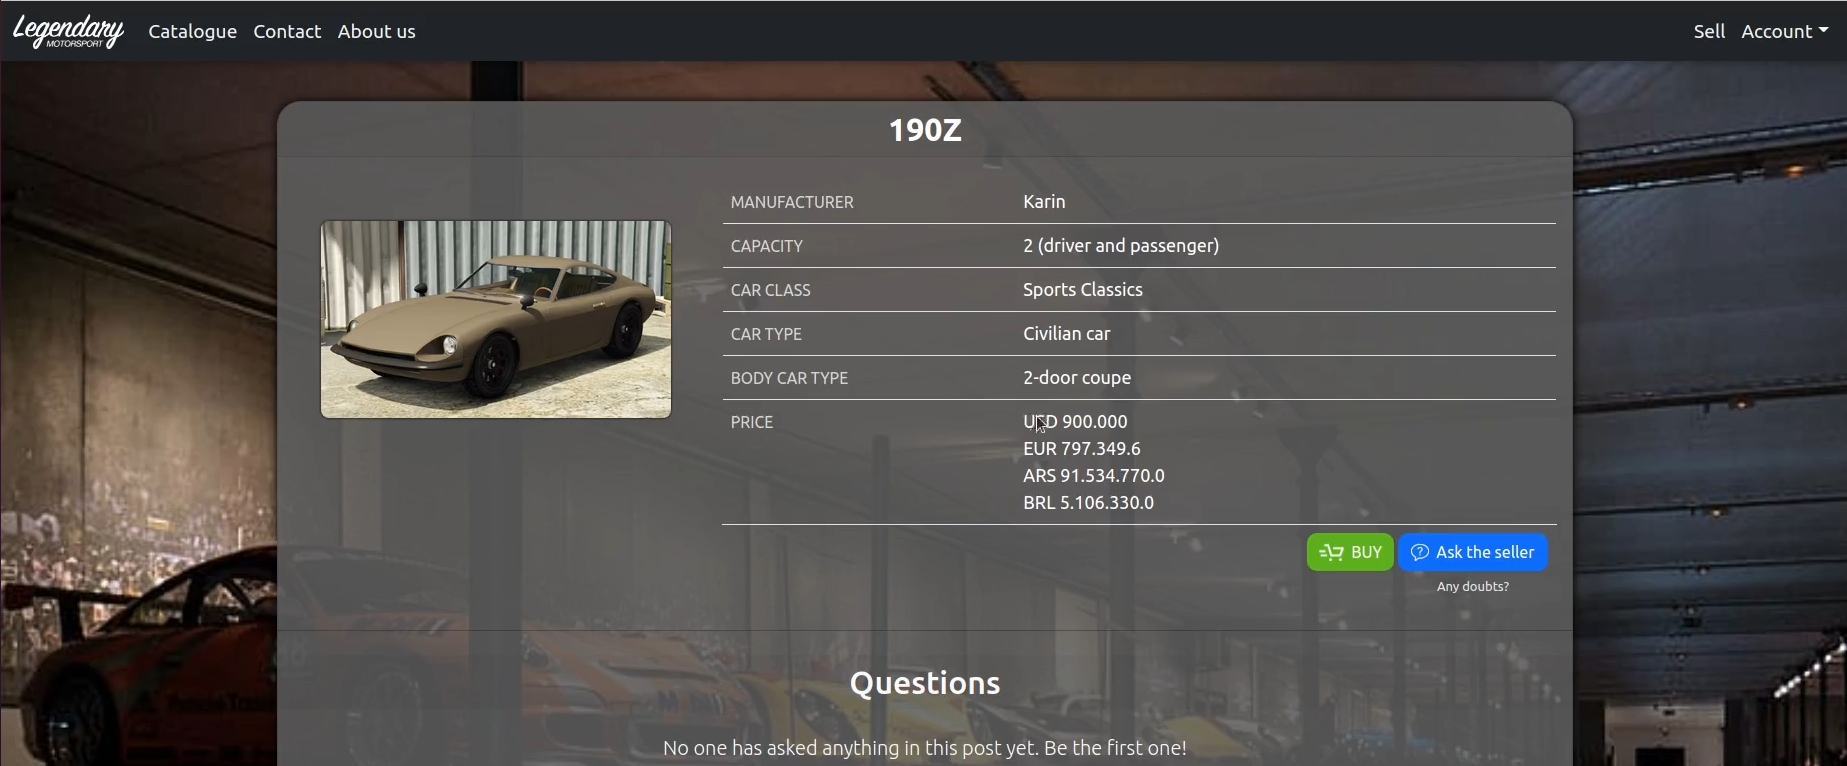 Legendary
MOTORSPORT
Catalogue Contact About us
Sell Account
190Z
MANUFACTURER Karin
CAPACITY 2 (driver and passenger)
CAR CLASS Sports Classics
CAR TYPE Civilian car
BODY CAR TYPE 2-door coupe
PRICE USD 900.000
EUR 797.349.6
ARS 91.534.770.0
BRL 5.106.330.0
BUY Ask the seller
Any doubts?
Questions
No one has asked anything in this post yet. Be the first one!